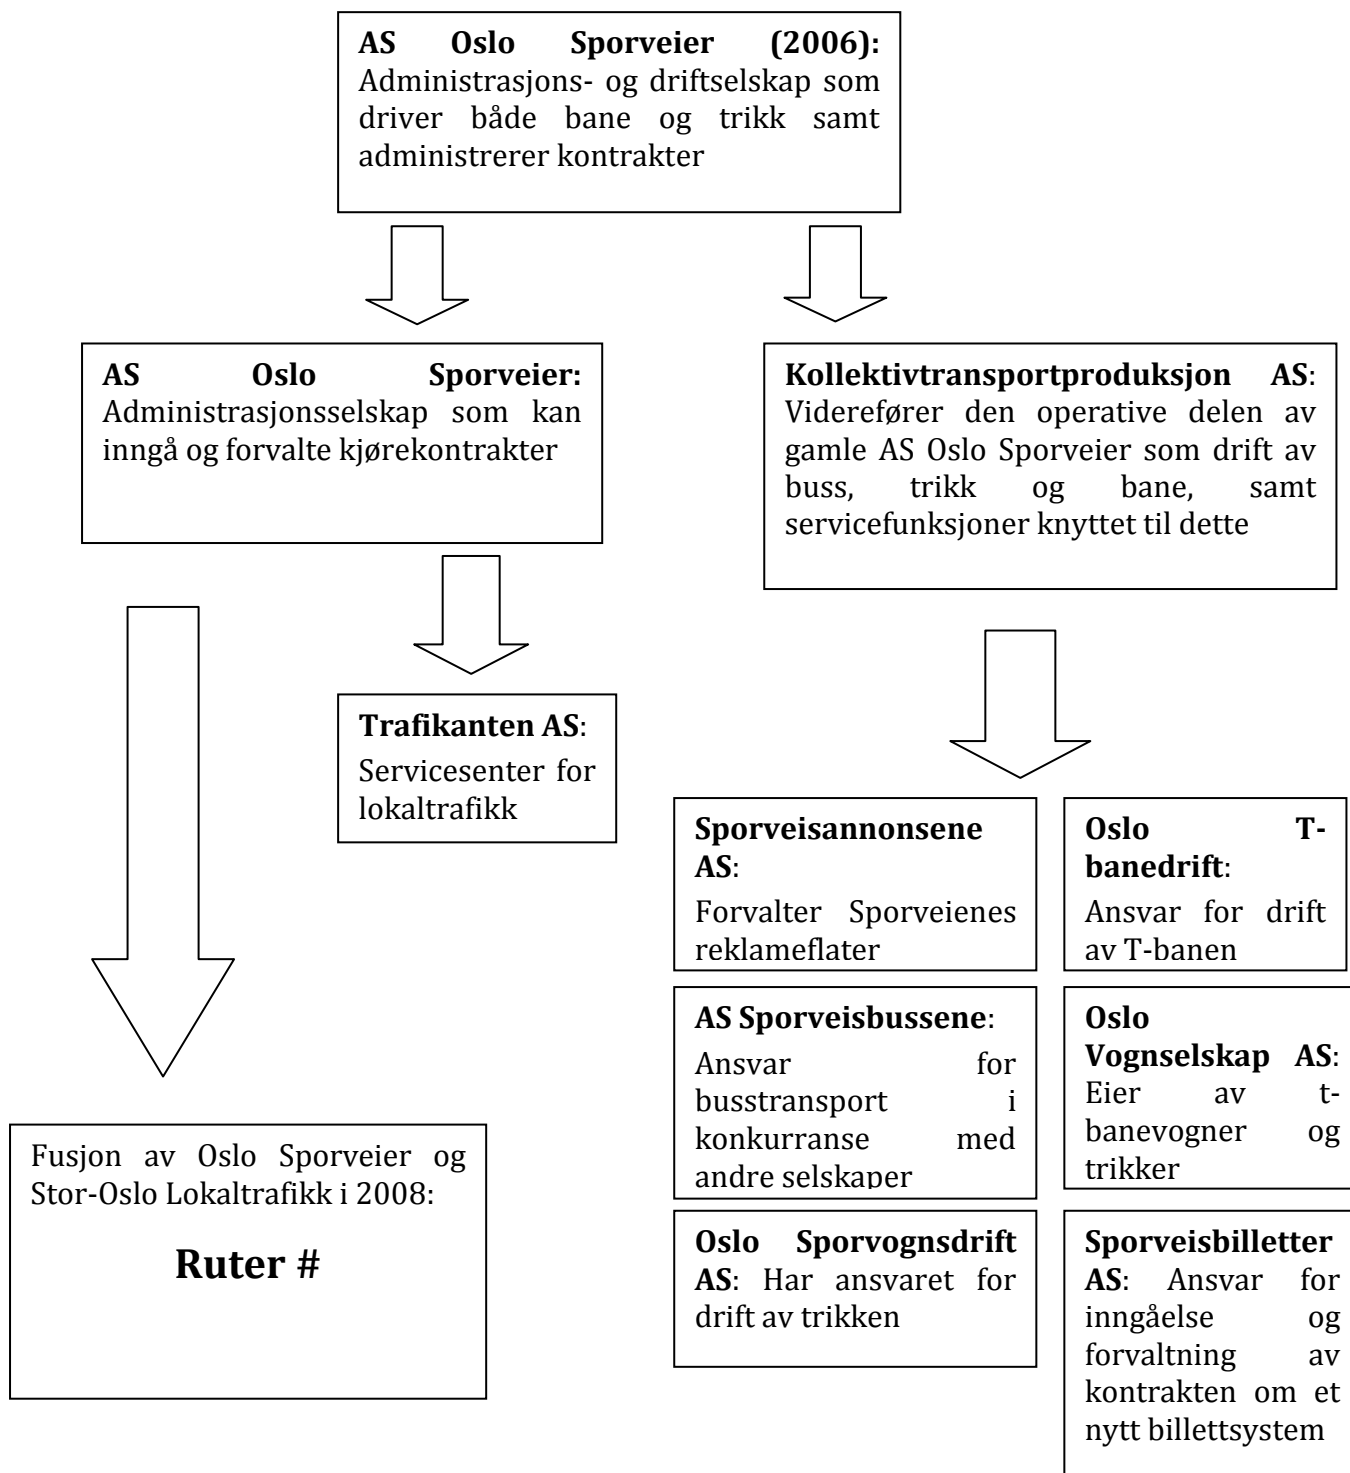 AS Oslo Sporveier (2006):
Administrasjons- og driftselskap som
driver både bane og trikk samt
administrerer kontrakter
AS Oslo Sporveier:
Administrasjonsselskap som kan
inngå og forvalte kjørekontrakter
Kollektivtransportproduksjon AS:
Viderefører den operative delen av
gamle AS Oslo Sporveier som drift av
buss, trikk og bane, samt
servicefunksjoner knyttet til dette
Trafikanten AS:
Servicesenter for
lokaltrafikk
Sporveisannonsene
AS:
Forvalter Sporveienes
reklameflater
Oslo T-
banedrift:
Ansvar for drift
av T-banen
AS Sporveisbussene:
Ansvar for
busstransport i
konkurranse med
andre selskaper
Oslo
Vognselskap AS:
Eier av t-
banevogner og
trikker
Fusjon av Oslo Sporveier og
Stor-Oslo Lokaltrafikk i 2008:
Ruter #
Oslo Sporvognsdrift
AS: Har ansvaret for
drift av trikken
Sporveisbilletter
AS: Ansvar for
inngåelse og
forvaltning av
kontrakten om et
nytt billettsystem